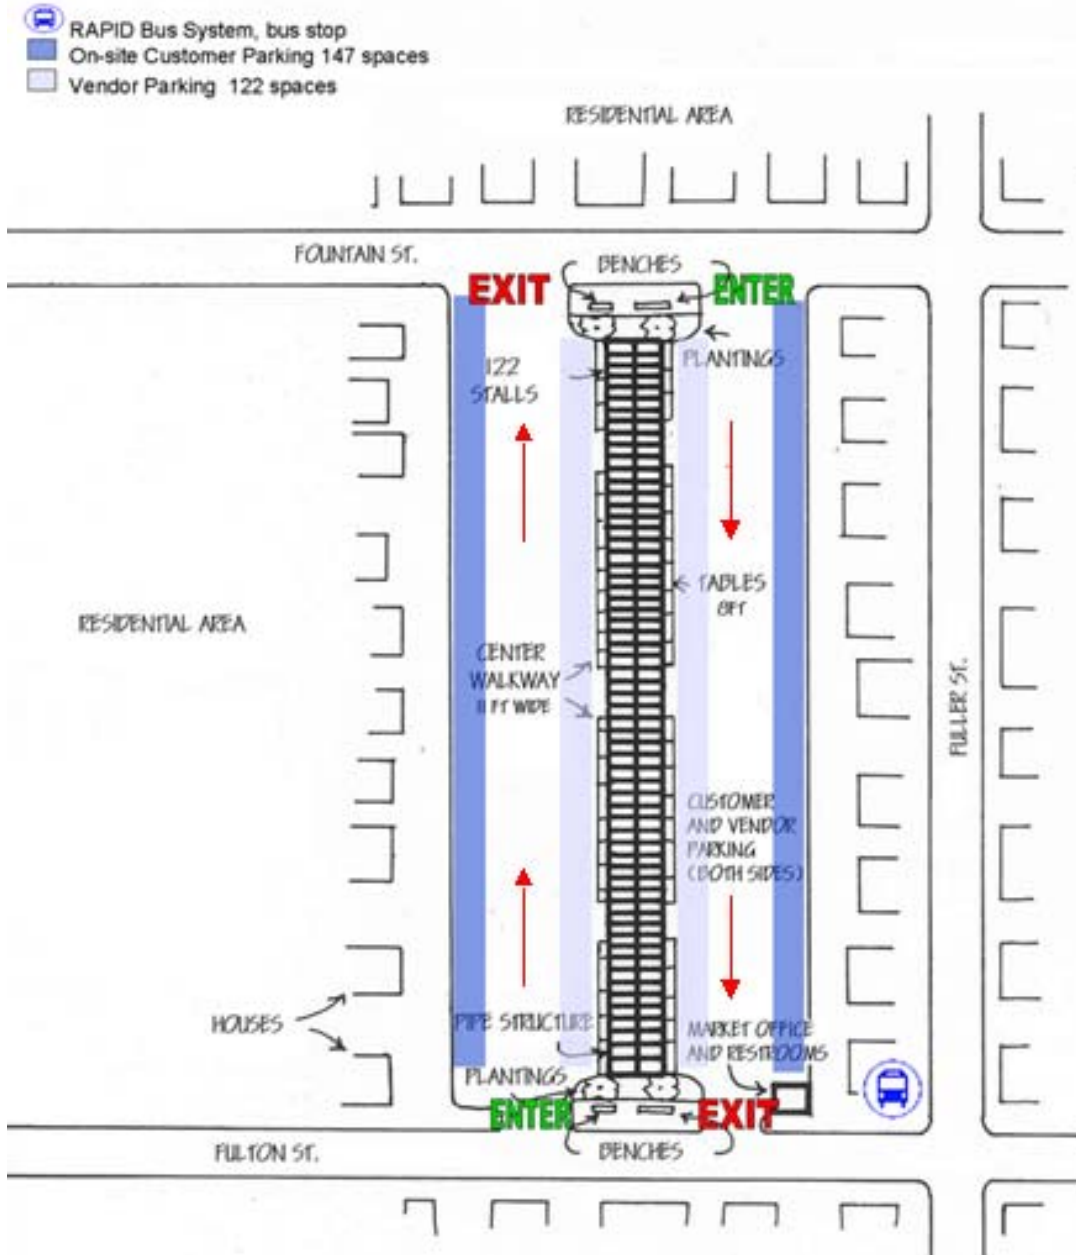 RAPID Bus System, bus stop
On-site Customer Parking 147 spaces
Vendor Parking 122 spaces
RESIDENTIAL AREA
FOUNTAIN ST.
BENCHES
EXIT
ENTER
PLANTINGS
122
STALLS
TABLES
8FT
RESIDENTIAL AREA
CENTER
WALKWAY
11 FT WIDE
FULLER ST.
CUSTOMER
AND VENDOR
PARKING
(BOTH SIDES)
HOUSES
PIPE STRUCTURE
MARKET OFFICE
AND RESTROOMS
PLANTINGS
ENTER
EXIT
FULTON ST.
BENCHES